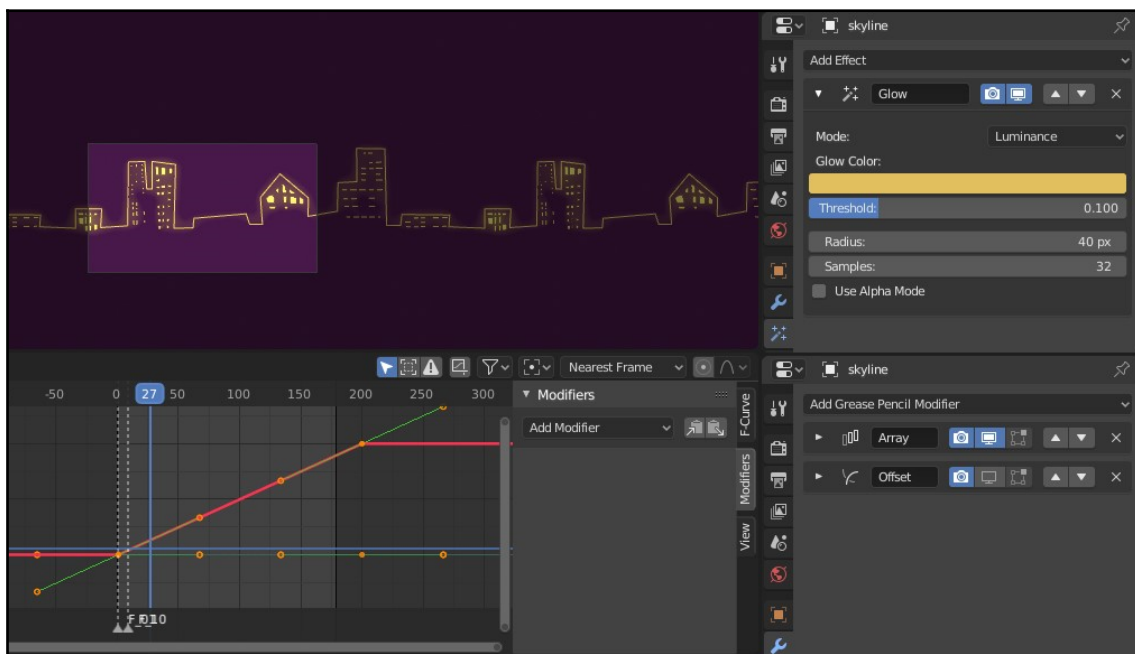 skyline
Add Effect
Glow
Mode: Luminance
Glow Color:
Threshold: 0.100
Radius: 40 px
Samples: 32
Use Alpha Mode
Nearest Frame
-50 0 27 50 100 150 200 250 300
Modifiers
Add Modifier
F-Curve
Modifiers
View
skyline
Add Grease Pencil Modifier
Array
Offset